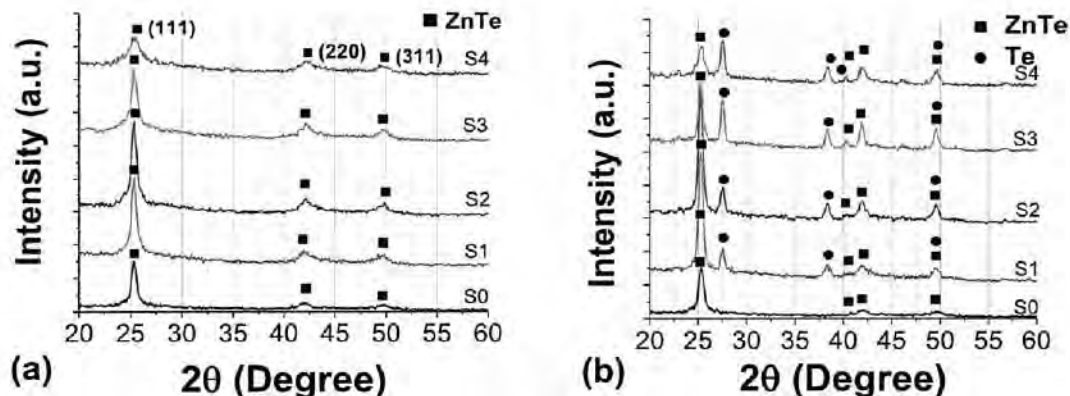 ■ ZnTe
■ (111)
(220)
(311)
S4
S3
S2
S1
S0
Intensity (a.u.)
20 25 30 35 40 45 50 55 60
2θ (Degree)
(a)
■ ZnTe
● Te
S4
S3
S2
S1
S0
Intensity (a.u.)
20 25 30 35 40 45 50 55 60
2θ (Degree)
(b)